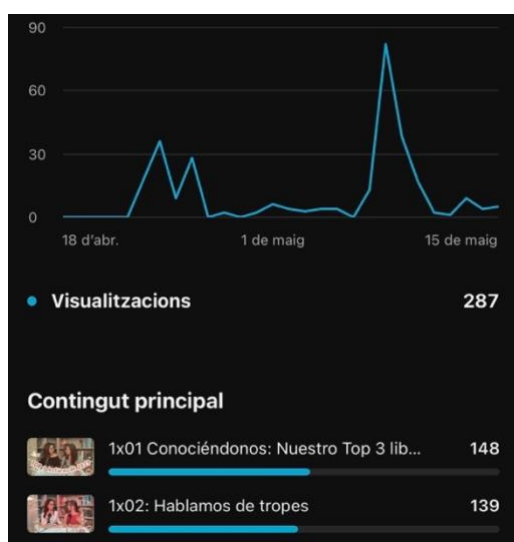 90
60
30
0
18 d'abr. 1 de maig 15 de maig
Visualitzacions 287
Contingut principal
1x01 Conociéndonos: Nuestro Top 3 lib... 148
1x02: Hablamos de tropes 139